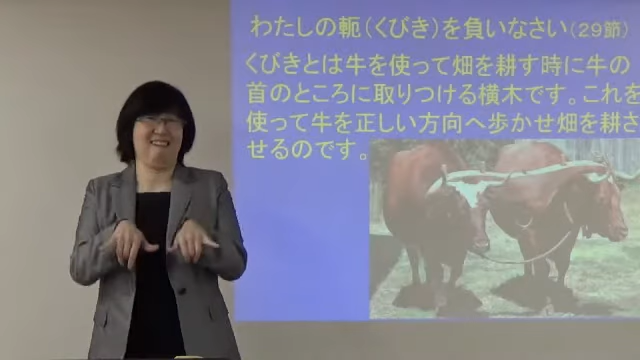 わたしの軛（くびき）を負いなさい（２９節）
くびきとは牛を使って畑を耕す時に牛の
首のところに取りつける横木です。これを
使って牛を正しい方向へ歩かせ畑を耕さ
せるのです。